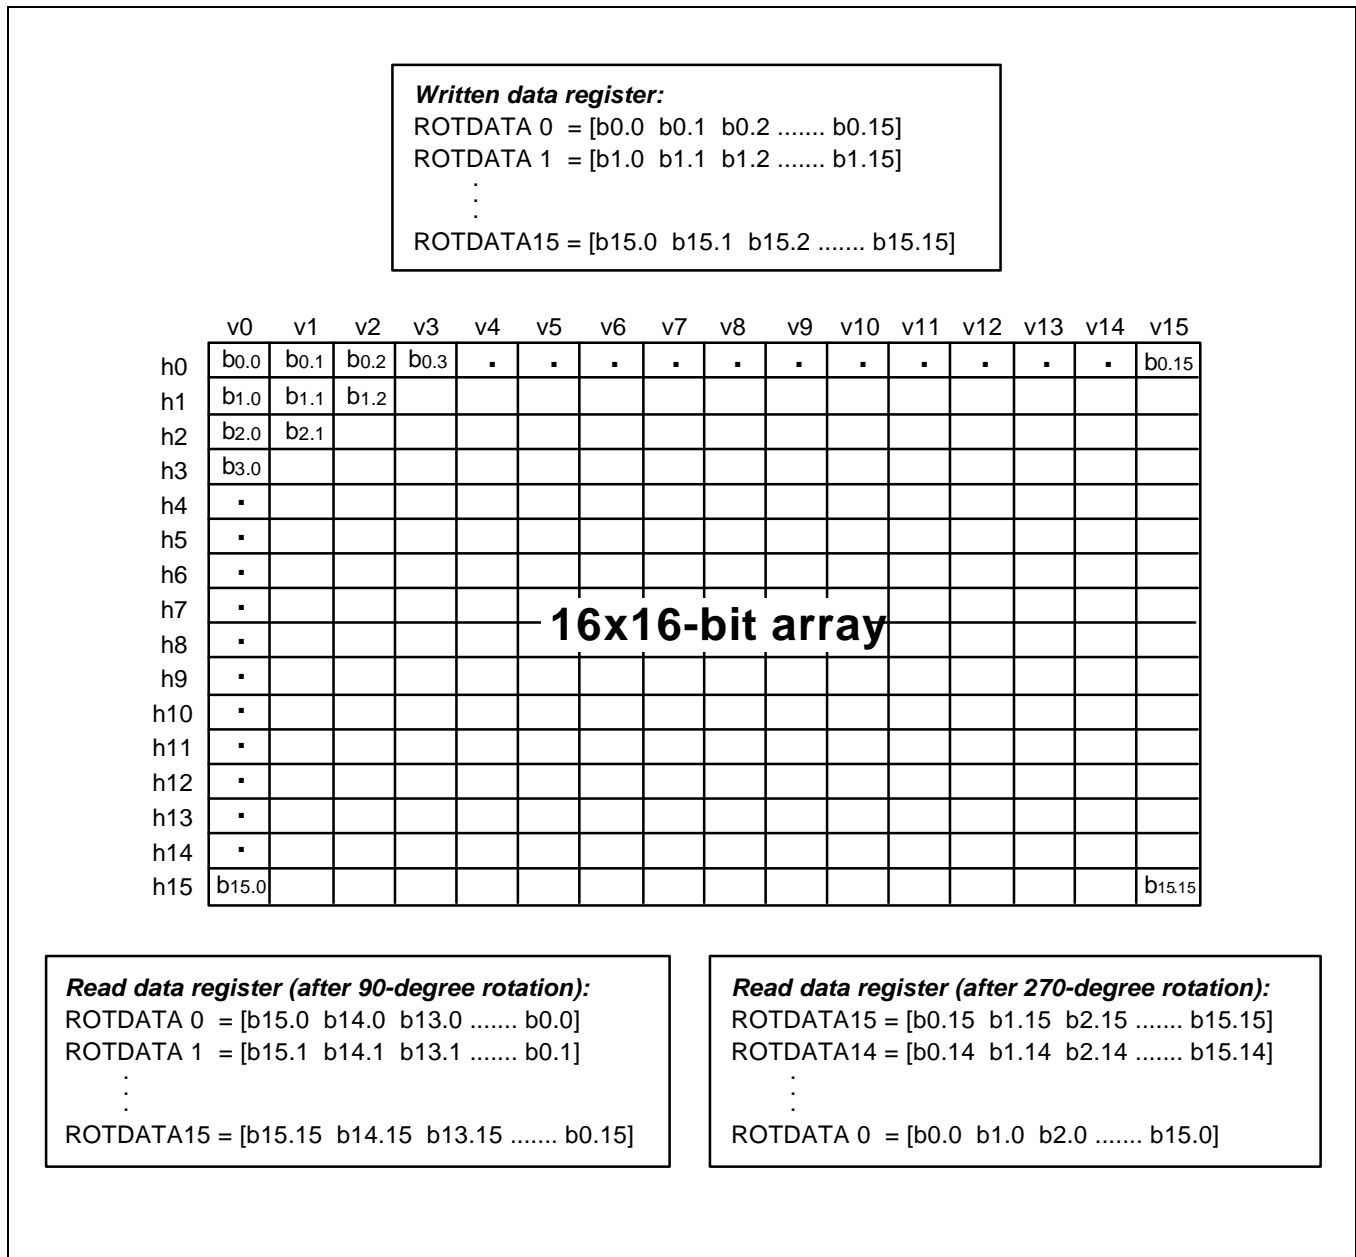 Written data register:
ROTDATA 0 = [b0.0 b0.1 b0.2 ....... b0.15]
ROTDATA 1 = [b1.0 b1.1 b1.2 ....... b1.15]
.
.
.
ROTDATA15 = [b15.0 b15.1 b15.2 ....... b15.15]
v0 v1 v2 v3 v4 v5 v6 v7 v8 v9 v10 v11 v12 v13 v14 v15
h0 b0.0 b0.1 b0.2 b0.3 . . . . . . . . . . . b0.15
h1 b1.0 b1.1 b1.2
h2 b2.0 b2.1
h3 b3.0
h4 .
h5 .
h6 .
h7 .
16x16-bit array
h8 .
h9 .
h10 .
h11 .
h12 .
h13 .
h14 .
h15 b15.0 b15.15
Read data register (after 90-degree rotation):
ROTDATA 0 = [b15.0 b14.0 b13.0 ....... b0.0]
ROTDATA 1 = [b15.1 b14.1 b13.1 ....... b0.1]
.
.
.
ROTDATA15 = [b15.15 b14.15 b13.15 ....... b0.15]
Read data register (after 270-degree rotation):
ROTDATA15 = [b0.15 b1.15 b2.15 ....... b15.15]
ROTDATA14 = [b0.14 b1.14 b2.14 ....... b15.14]
.
.
.
ROTDATA 0 = [b0.0 b1.0 b2.0 ....... b15.0]